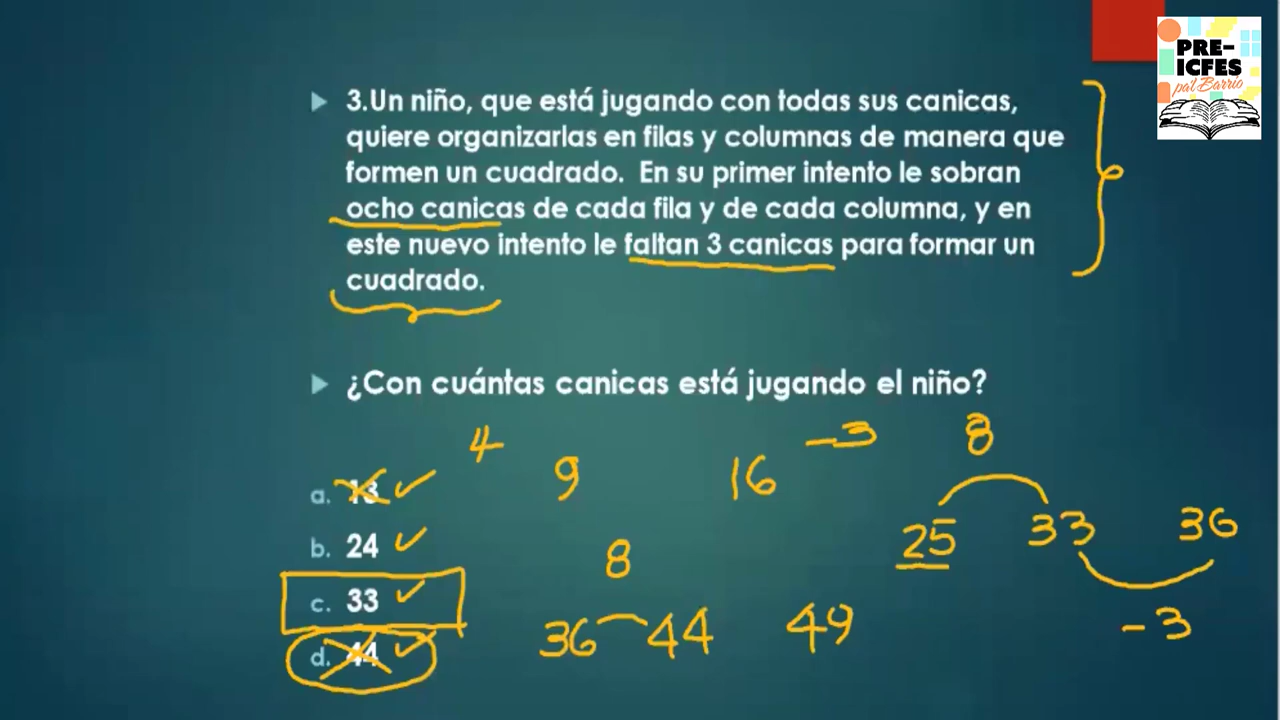 PRE-
ICFES
pa'l Barrio
3.Un niño, que está jugando con todas sus canicas,
quiere organizarlas en filas y columnas de manera que
formen un cuadrado. En su primer intento le sobran
ocho canicas de cada fila y de cada columna, y en
este nuevo intento le faltan 3 canicas para formar un
cuadrado.
¿Con cuántas canicas está jugando el niño?
4 -3 8
a. 13 9 16
25 33 36
b. 24 8
c. 33
36 44 49 -3
d. 44